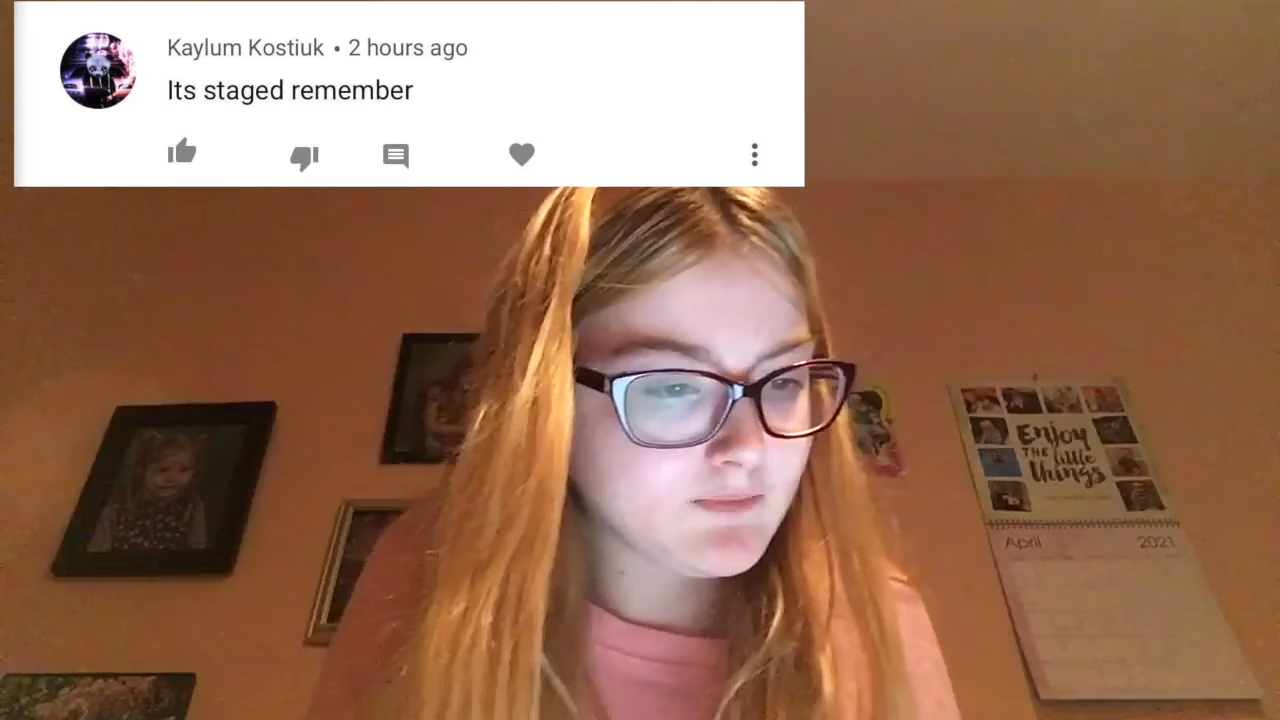 Kaylum Kostiuk • 2 hours ago
Its staged remember
Enjoy
THE little
things
April 2021